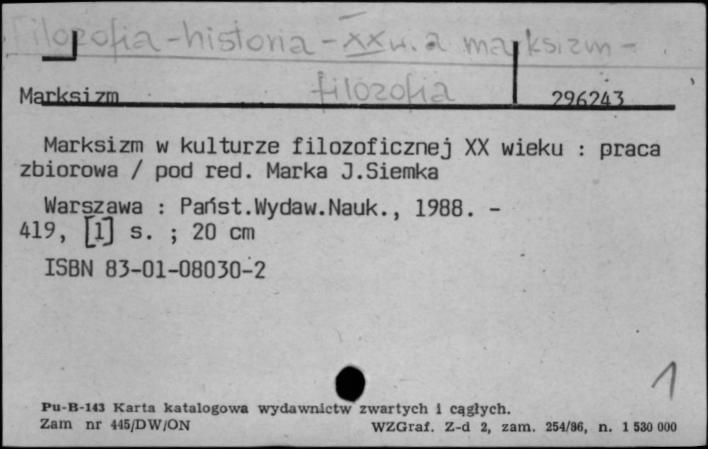 Filozofia - historia - XX w. a marksizm -
filozofia
Marksizm 296243
Marksizm w kulturze filozoficznej XX wieku : praca
zbiorowa / pod red. Marka J.Siemka
Warszawa : Państ.Wydaw.Nauk., 1988. -
419, [1] s. ; 20 cm
ISBN 83-01-08030-2
1
Pu-B-143 Karta katalogowa wydawnictw zwartych i cągłych.
Zam nr 445/DW/ON WZGraf. Z-d 2, zam. 254/86, n. 1 530 000